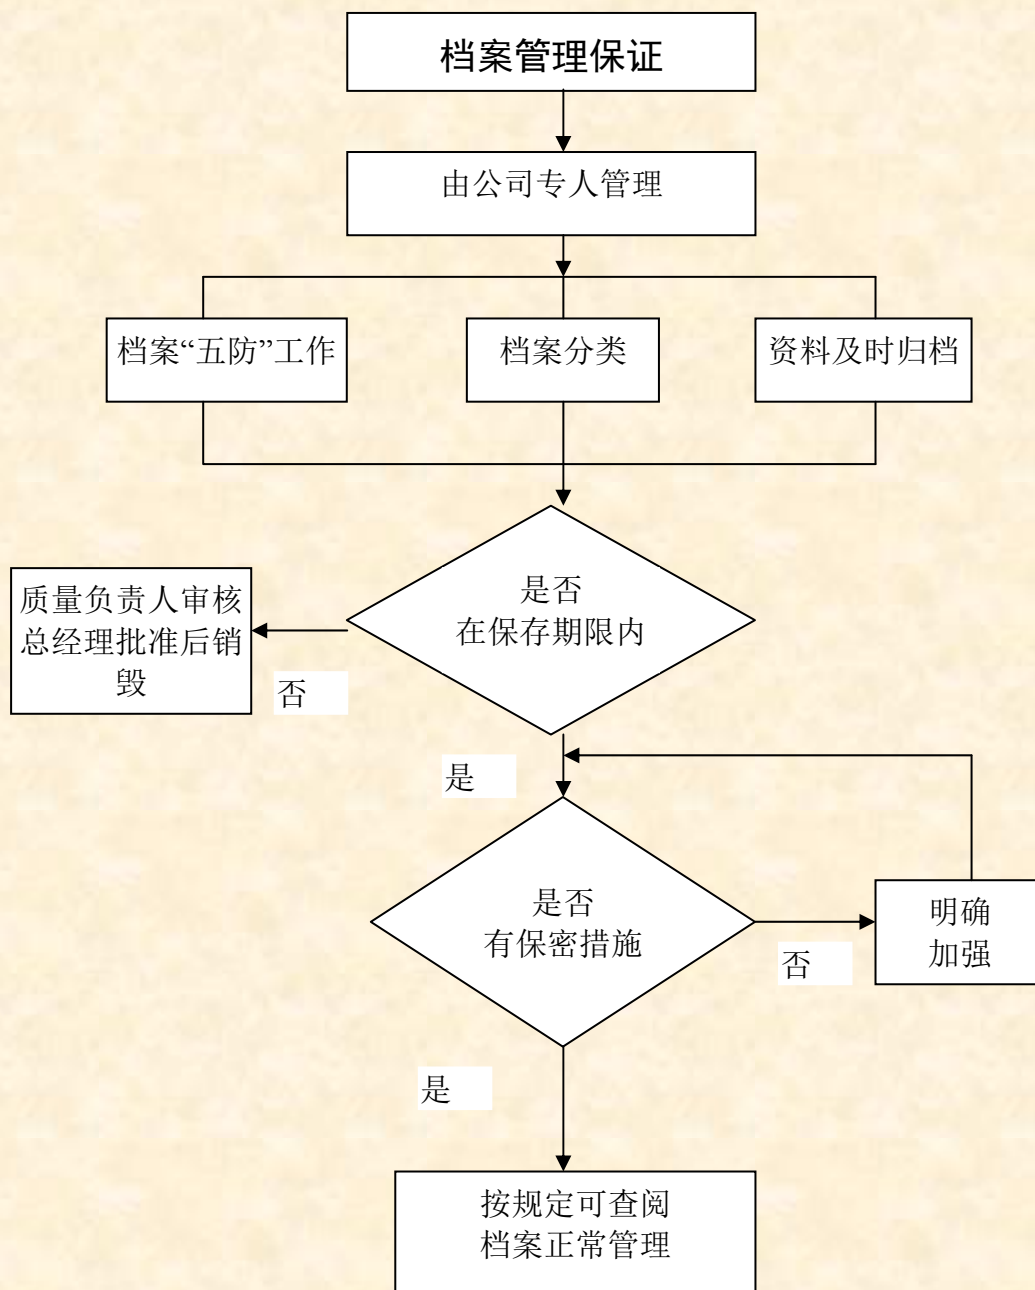 档案管理保证
由公司专人管理
档案“五防”工作
档案分类
资料及时归档
是否
在保存期限内
质量负责人审核
总经理批准后销
毁
否
是
是否
有保密措施
否
明确
加强
是
按规定可查阅
档案正常管理